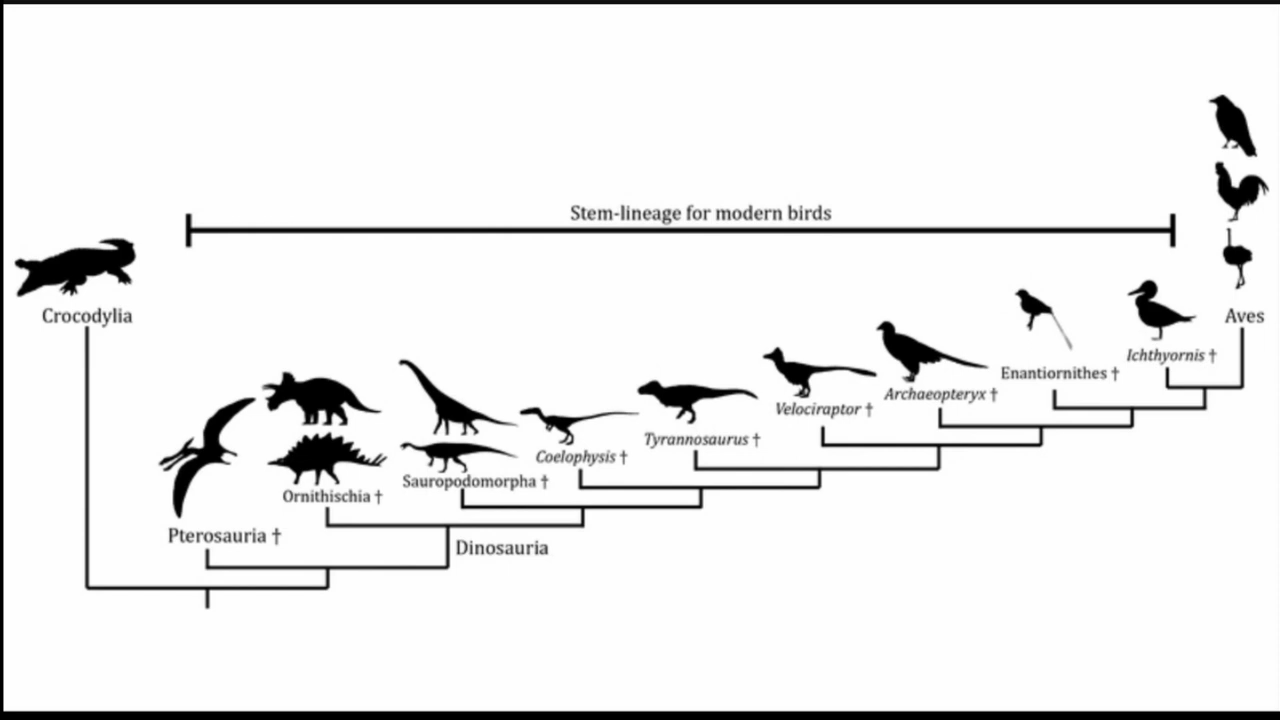 Stem-lineage for modern birds
Crocodylia
Aves
Ichthyornis †
Enantiornithes †
Archaeopteryx †
Velociraptor †
Tyrannosaurus †
Coelophysis †
Sauropodomorpha †
Ornithischia †
Pterosauria †
Dinosauria